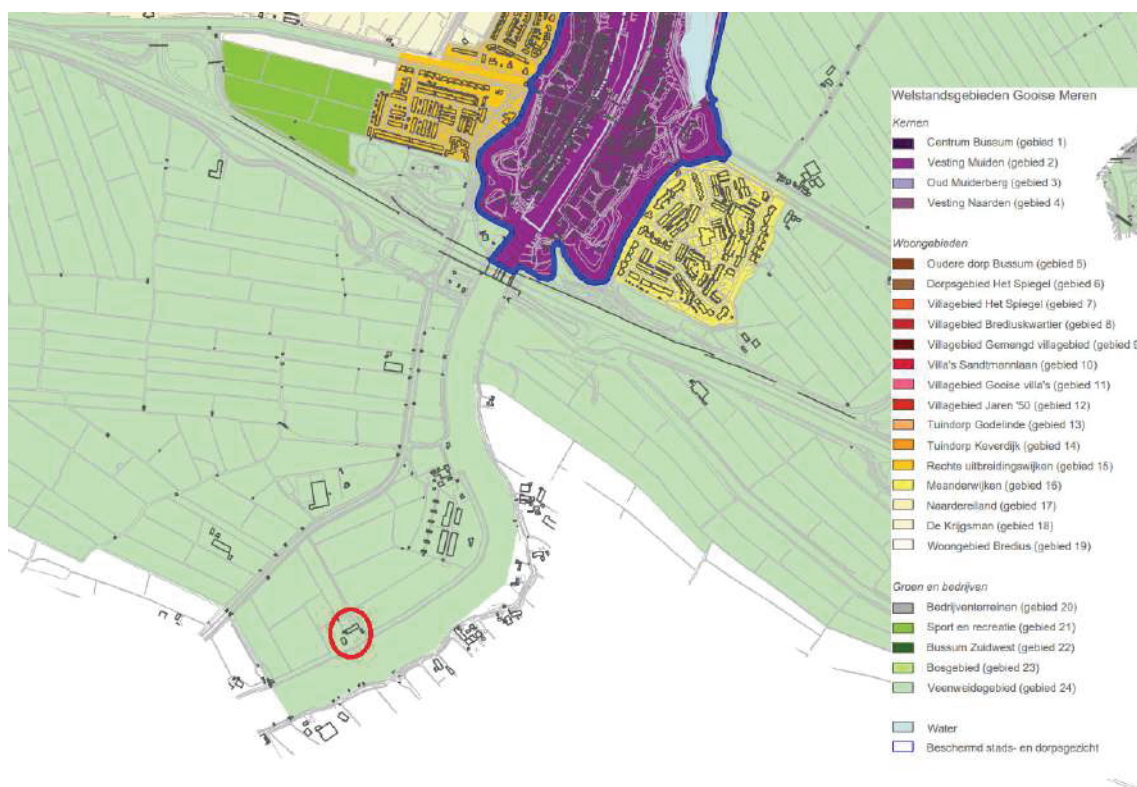 Welstandsgebieden Gooise Meren
Kernen
Centrum Bussum (gebied 1)
Vesting Muiden (gebied 2)
Oud Muiderberg (gebied 3)
Vesting Naarden (gebied 4)
Woongebieden
Oudere dorp Bussum (gebied 5)
Dorpsgebied Het Spiegel (gebied 6)
Villagebied Het Spiegel (gebied 7)
Villagebied Brediuskwartier (gebied 8)
Villagebied Gemengd villagebied (gebied 9
Villa's Sandtmannlaan (gebied 10)
Villagebied Gooise villa's (gebied 11)
Villagebied Jaren '50 (gebied 12)
Tuindorp Godelinde (gebied 13)
Tuindorp Keverdijk (gebied 14)
Rechte uitbreidingswijken (gebied 15)
Meanderwijken (gebied 16)
Naardereiland (gebied 17)
De Krijgsman (gebied 18)
Woongebied Bredius (gebied 19)
Groen en bedrijven
Bedrijventerreinen (gebied 20)
Sport en recreatie (gebied 21)
Bussum Zuidwest (gebied 22)
Bosgebied (gebied 23)
Veenweidegebied (gebied 24)
Water
Beschermd stads- en dorpsgezicht